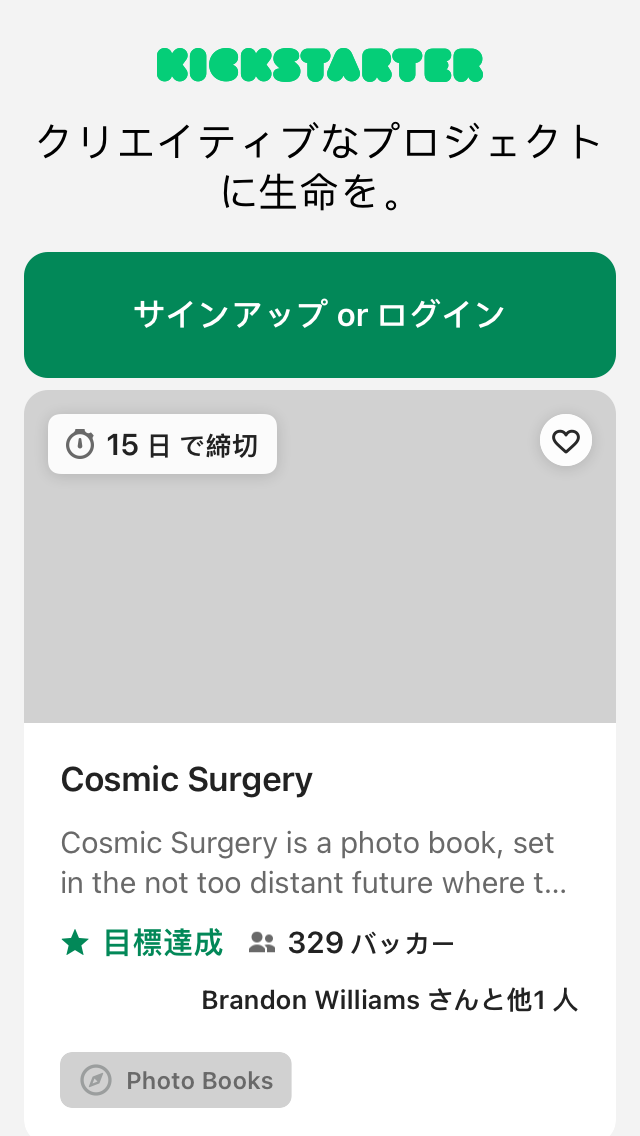 KICKSTARTER
クリエイティブなプロジェクト
に生命を。
サインアップ or ログイン
15 日 で締切
Cosmic Surgery
Cosmic Surgery is a photo book, set
in the not too distant future where t…
目標達成 329 バッカー
Brandon Williams さんと他1 人
Photo Books